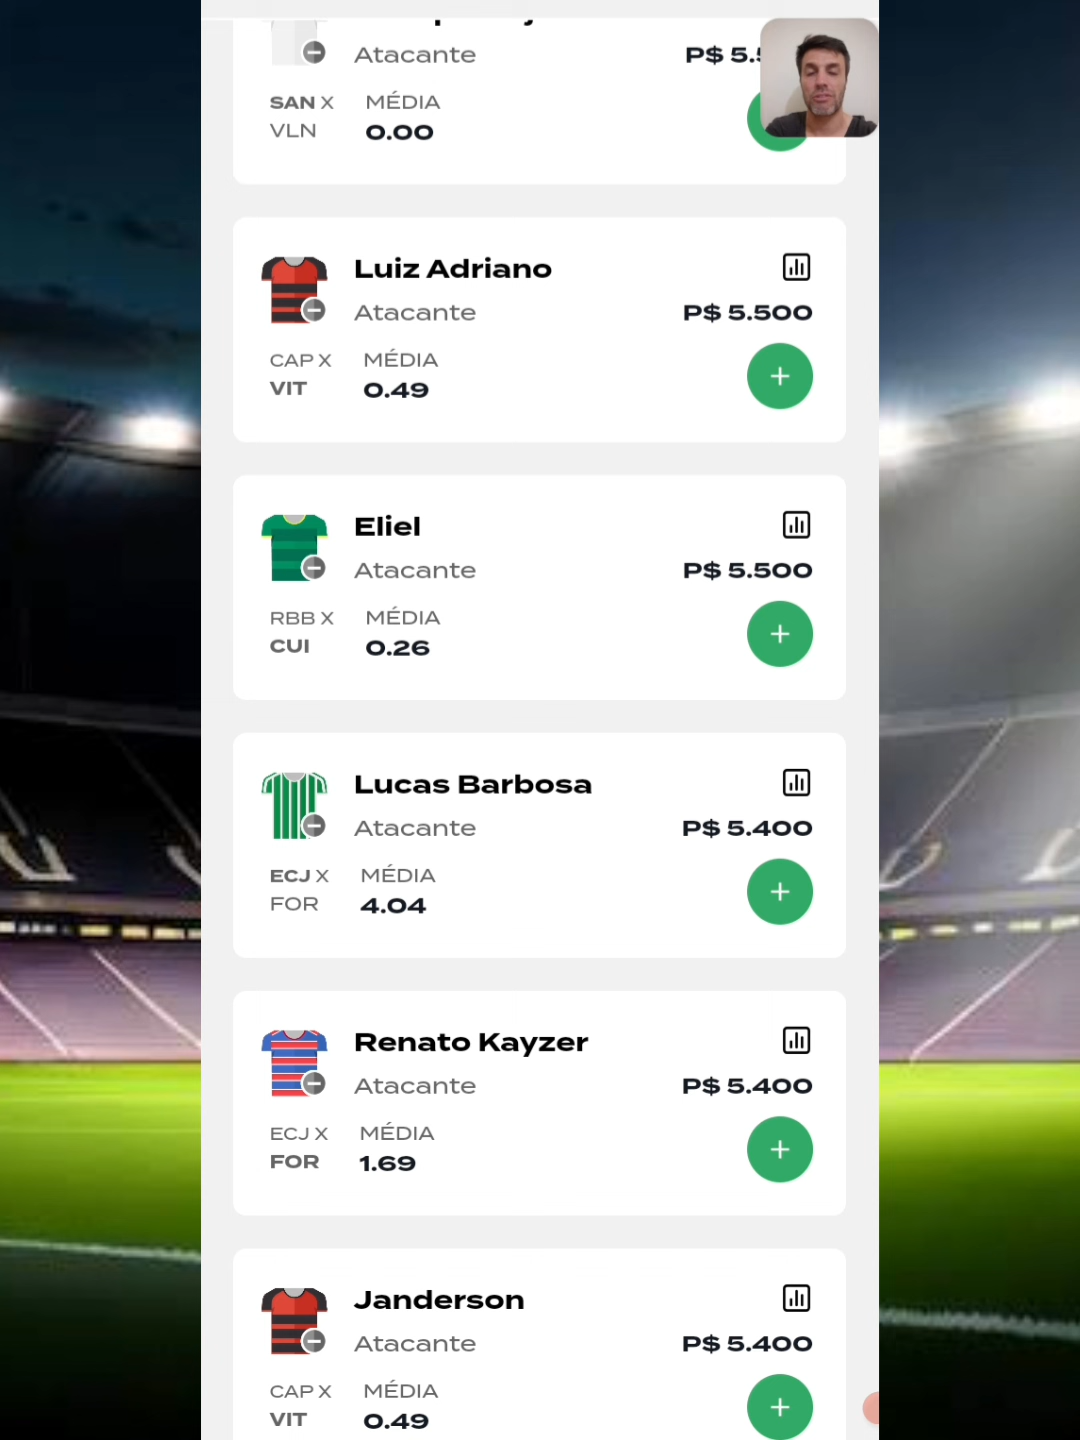 Atacante
P$ 5.5
SAN X
VLN
MÉDIA
0.00
Luiz Adriano
Atacante
P$ 5.500
CAP X
VIT
MÉDIA
0.49
Eliel
Atacante
P$ 5.500
RBB X
CUI
MÉDIA
0.26
Lucas Barbosa
Atacante
P$ 5.400
ECJ X
FOR
MÉDIA
4.04
Renato Kayzer
Atacante
P$ 5.400
ECJ X
FOR
MÉDIA
1.69
Janderson
Atacante
P$ 5.400
CAP X
VIT
MÉDIA
0.49